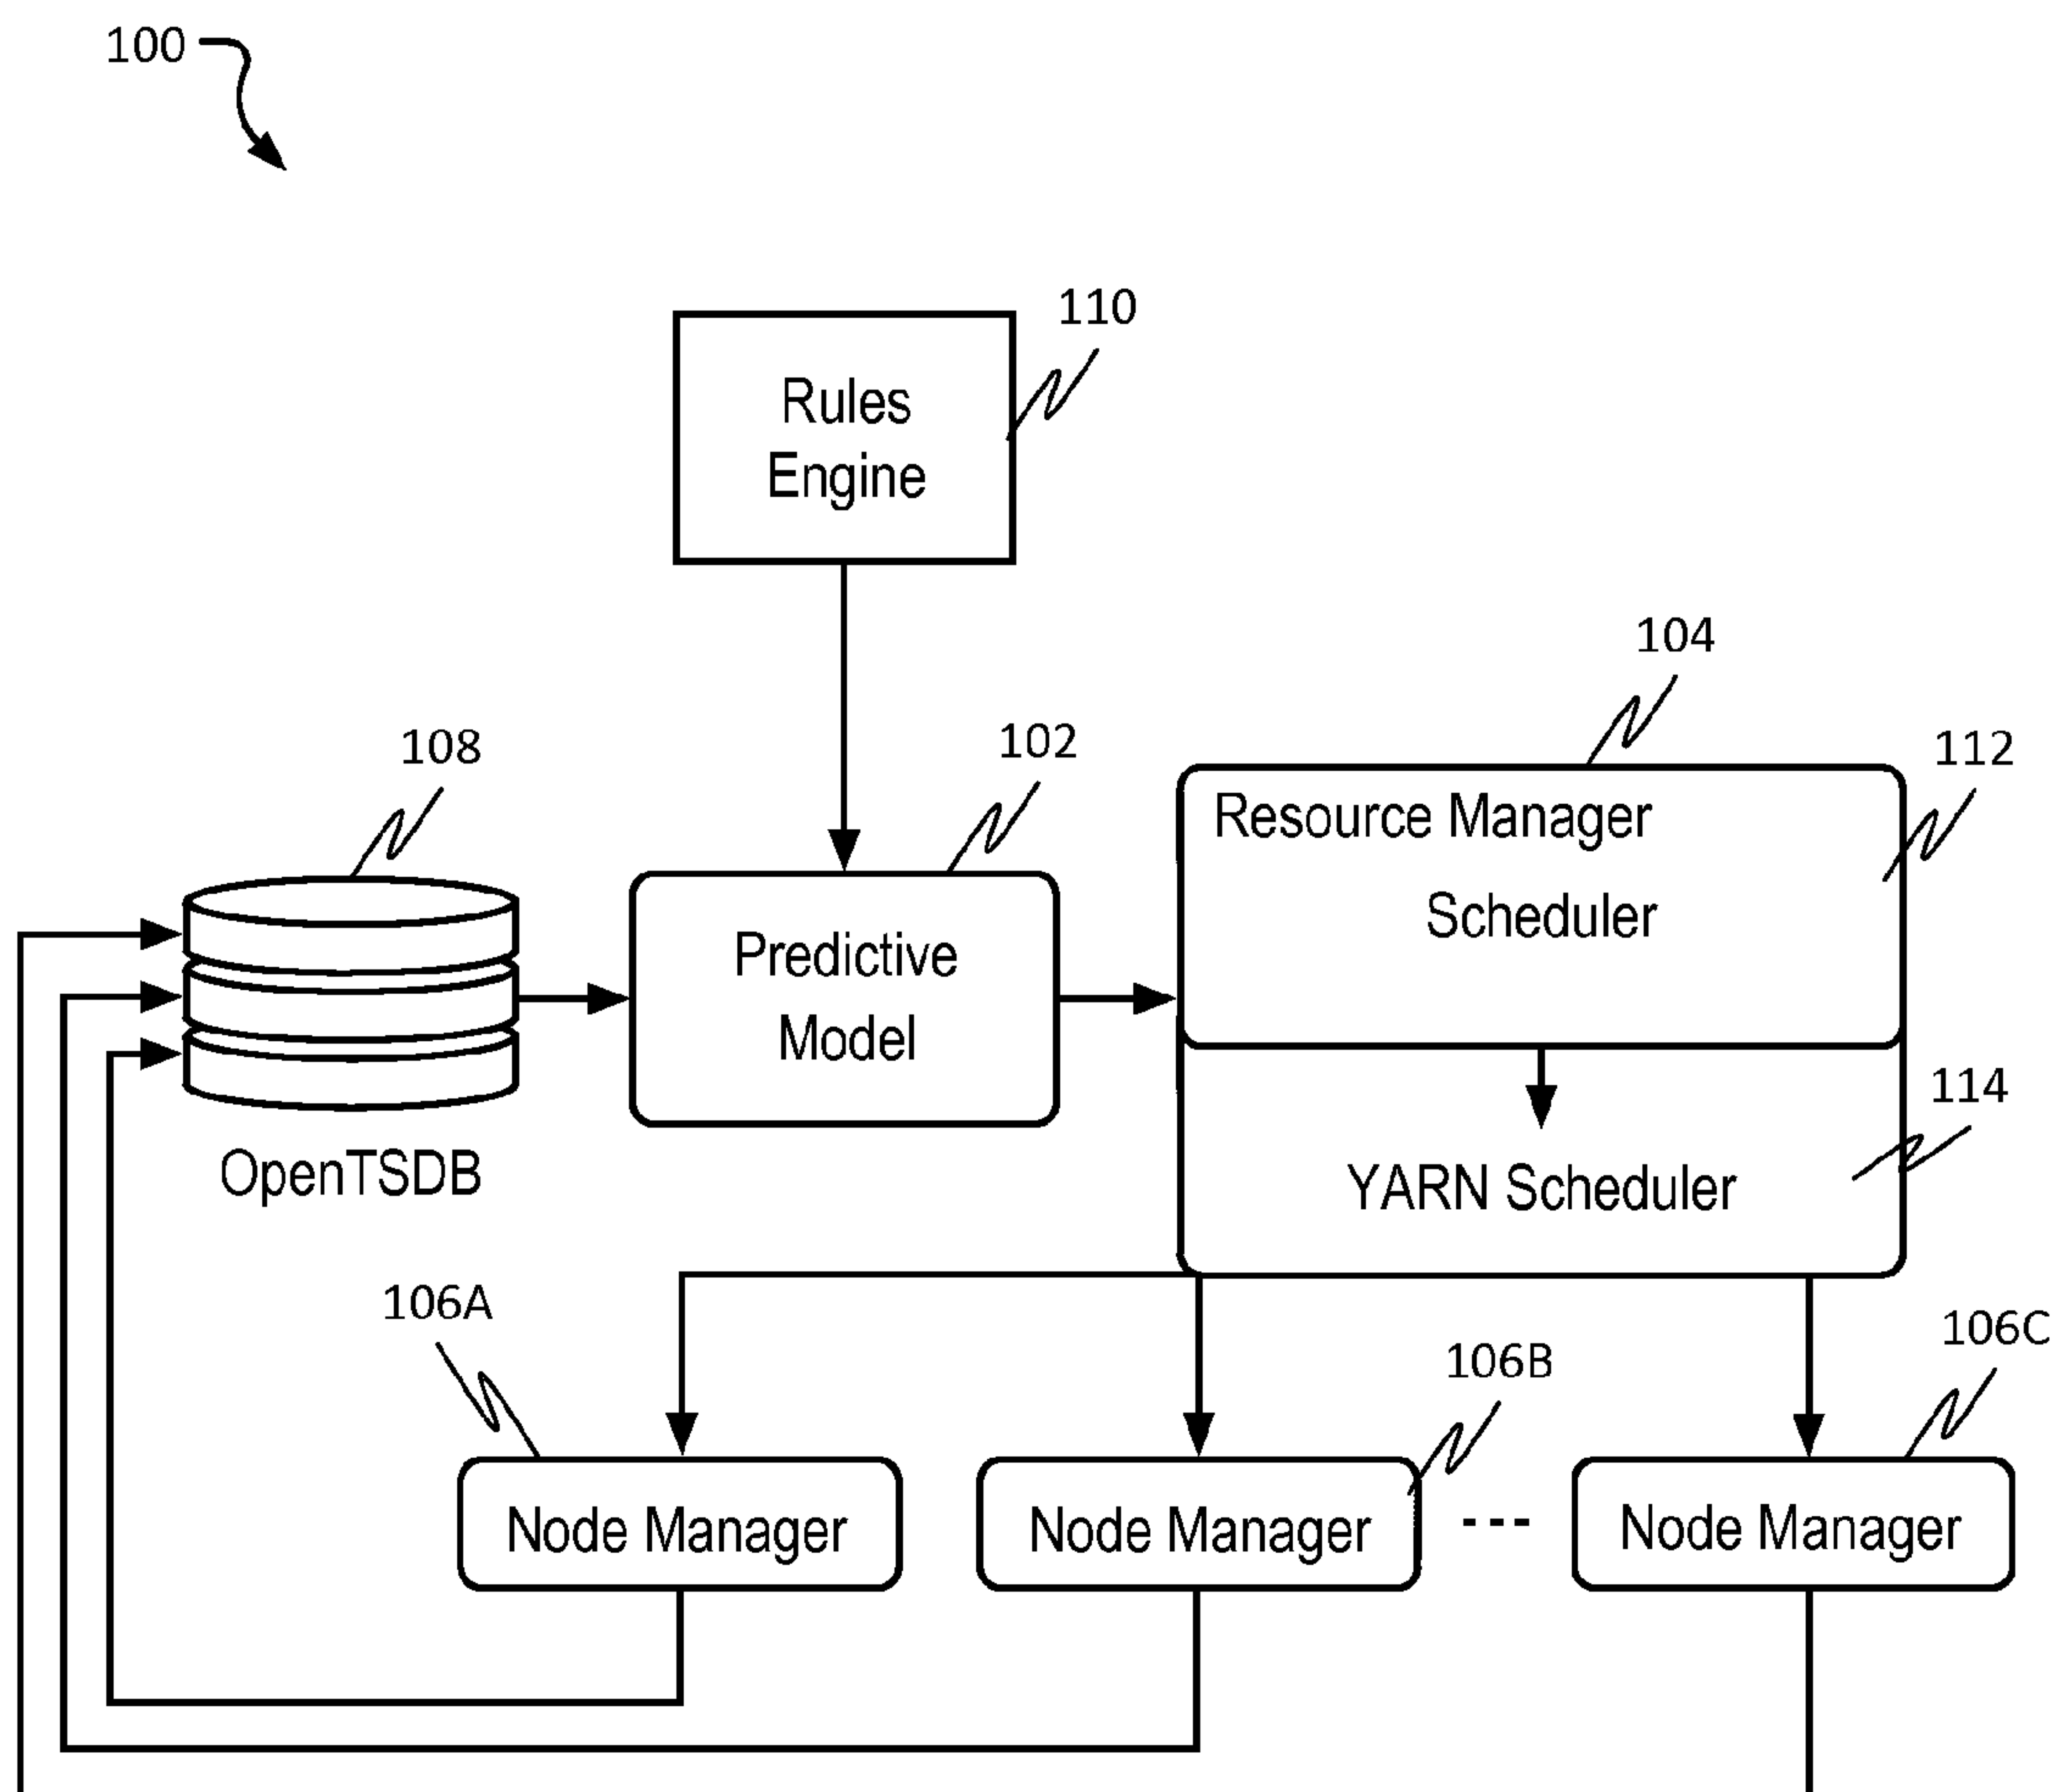 100
110
Rules
Engine
104
108
102
112
Resource Manager
Scheduler
Predictive
Model
114
OpenTSDB
YARN Scheduler
106A
106B
106C
Node Manager
Node Manager
---
Node Manager